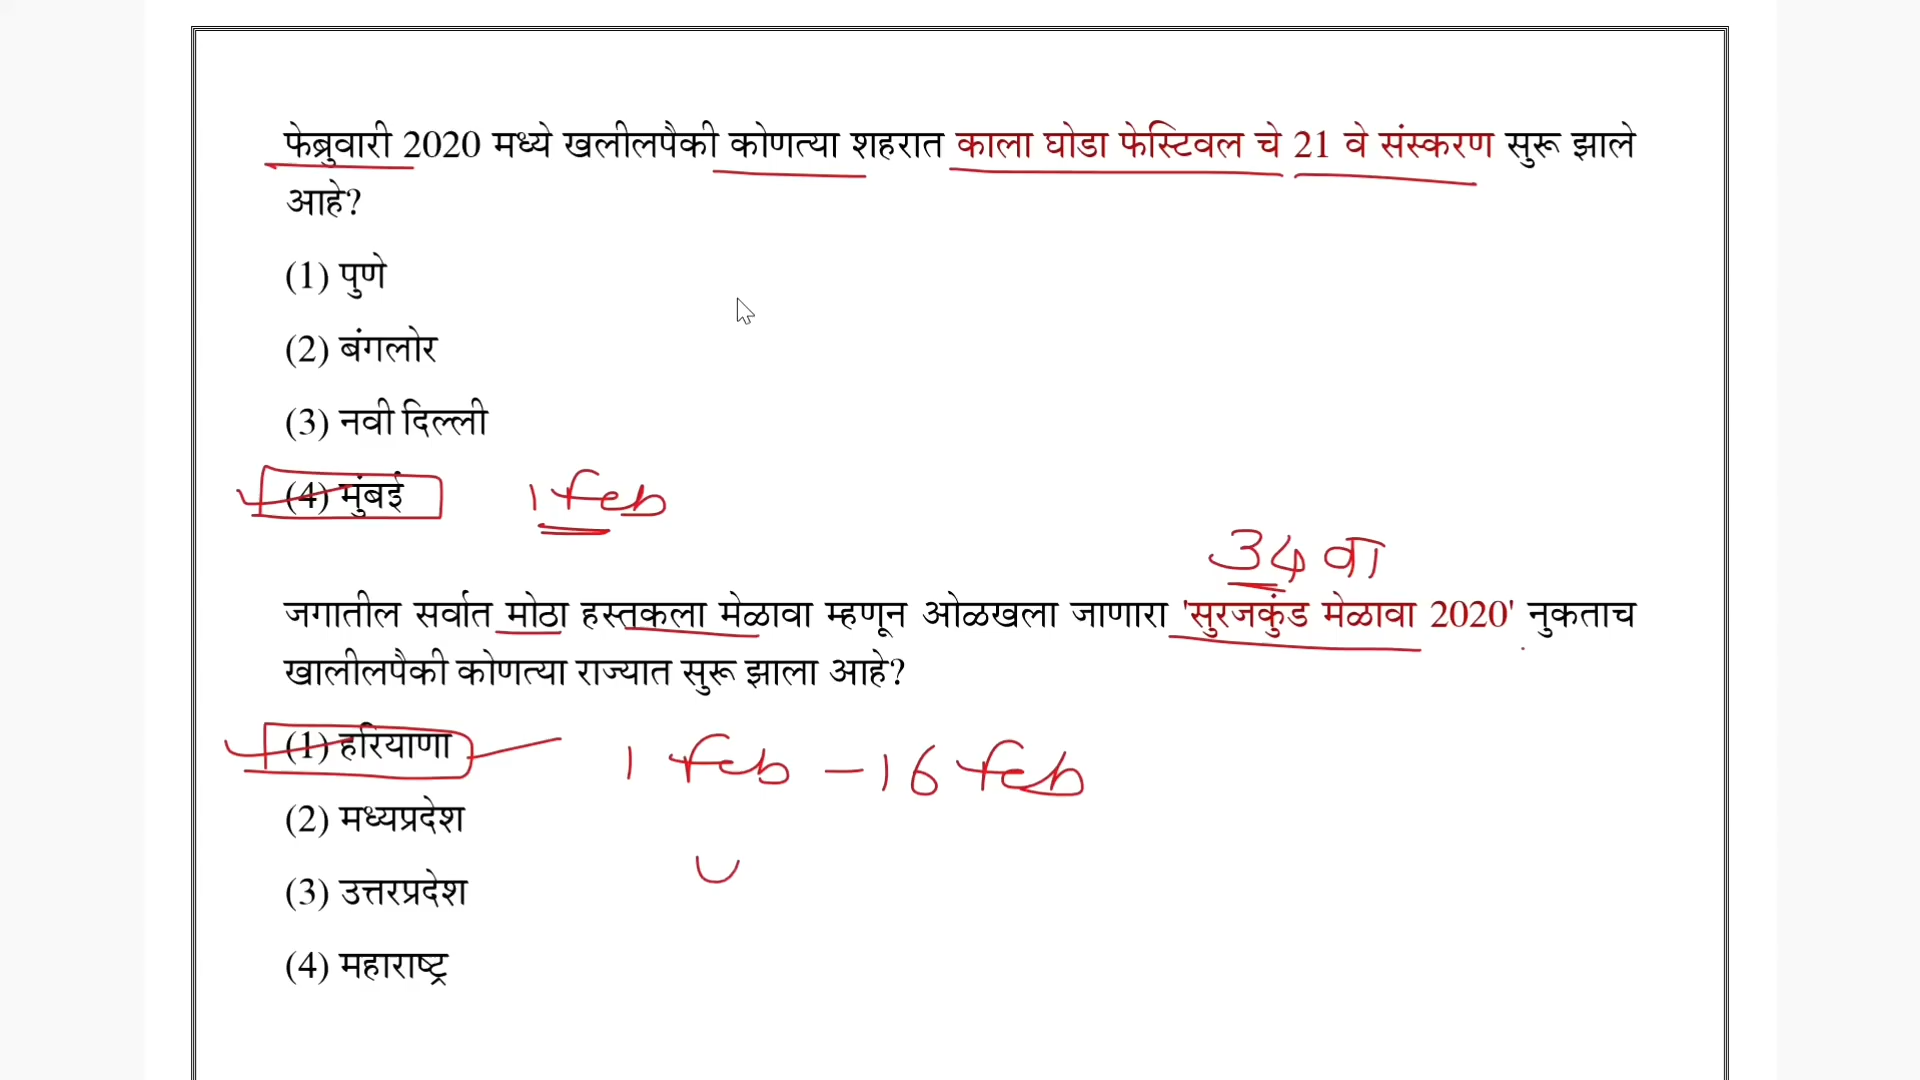 फेब्रुवारी 2020 मध्ये खलीलपैकी कोणत्या शहरात काला घोडा फेस्टिवल चे 21 वे संस्करण सुरू झाले
आहे?
(1) पुणे
(2) बंगलोर
(3) नवी दिल्ली
(4) मुंबई 1 feb
34 वा
जगातील सर्वात मोठा हस्तकला मेळावा म्हणून ओळखला जाणारा 'सुरजकुंड मेळावा 2020' नुकताच
खालीलपैकी कोणत्या राज्यात सुरू झाला आहे?
(1) हरियाणा 1 feb – 16 feb
(2) मध्यप्रदेश
(3) उत्तरप्रदेश
(4) महाराष्ट्र